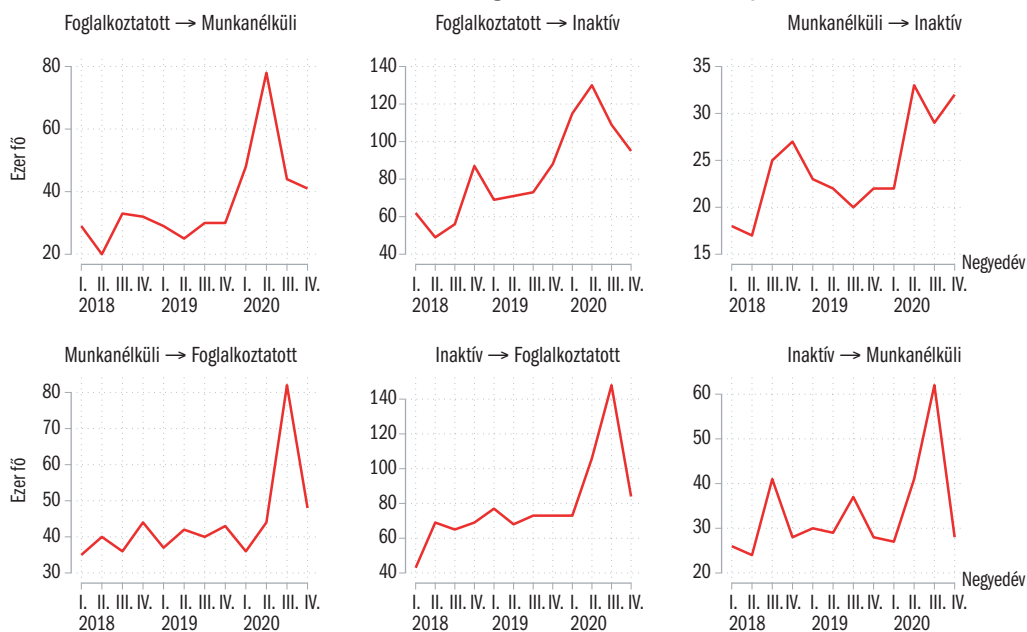 Foglalkoztatott → Munkanélküli
Foglalkoztatott → Inaktív
Munkanélküli → Inaktív
Ezer fő
80
60
40
20
140
120
100
80
60
40
35
30
25
20
15
Negyedév
I. II. III. IV. I. II. III. IV. I. II. III. IV.
2018 2019 2020
I. II. III. IV. I. II. III. IV. I. II. III. IV.
2018 2019 2020
I. II. III. IV. I. II. III. IV. I. II. III. IV.
2018 2019 2020
Munkanélküli → Foglalkoztatott
Inaktív → Foglalkoztatott
Inaktív → Munkanélküli
Ezer fő
80
70
60
50
40
30
140
120
100
80
60
40
60
50
40
30
20
Negyedév
I. II. III. IV. I. II. III. IV. I. II. III. IV.
2018 2019 2020
I. II. III. IV. I. II. III. IV. I. II. III. IV.
2018 2019 2020
I. II. III. IV. I. II. III. IV. I. II. III. IV.
2018 2019 2020